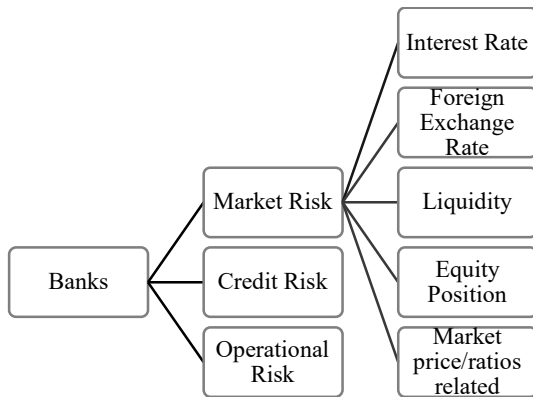 Interest Rate
Foreign
Exchange
Rate
Market Risk
Liquidity
Banks
Credit Risk
Equity
Position
Operational
Risk
Market
price/ratios
related